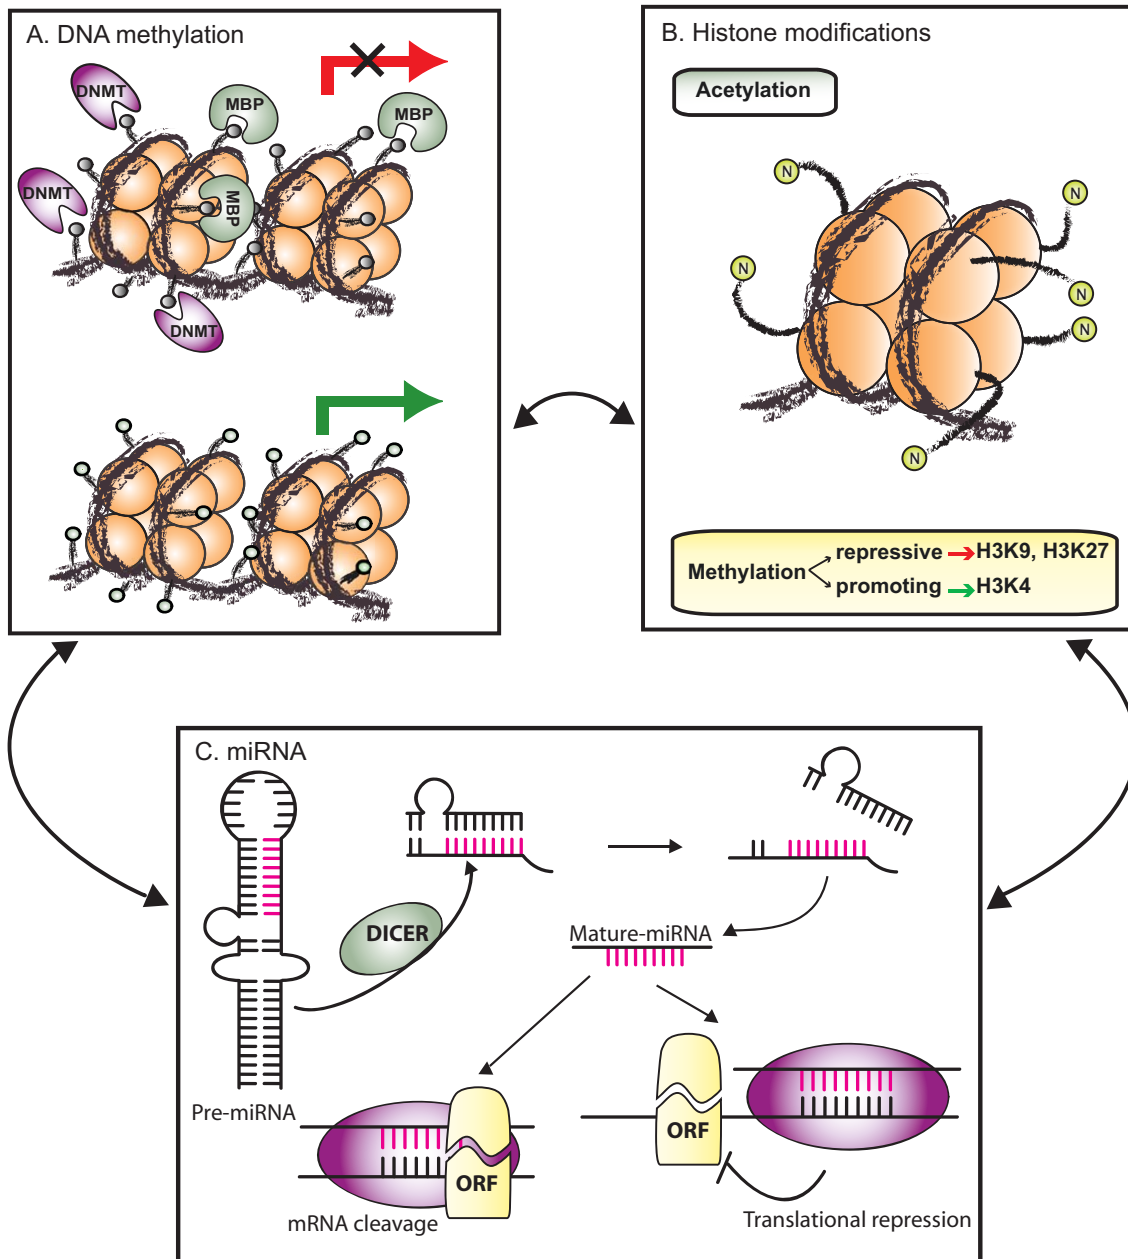 A. DNA methylation
DNMT
MBP
MBP
DNMT
MBP
DNMT
B. Histone modifications
Acetylation
N
N
N
N
N
N
Methylation
repressive
H3K9, H3K27
promoting
H3K4
C. miRNA
DICER
Mature-miRNA
Pre-miRNA
ORF
mRNA cleavage
ORF
Translational repression